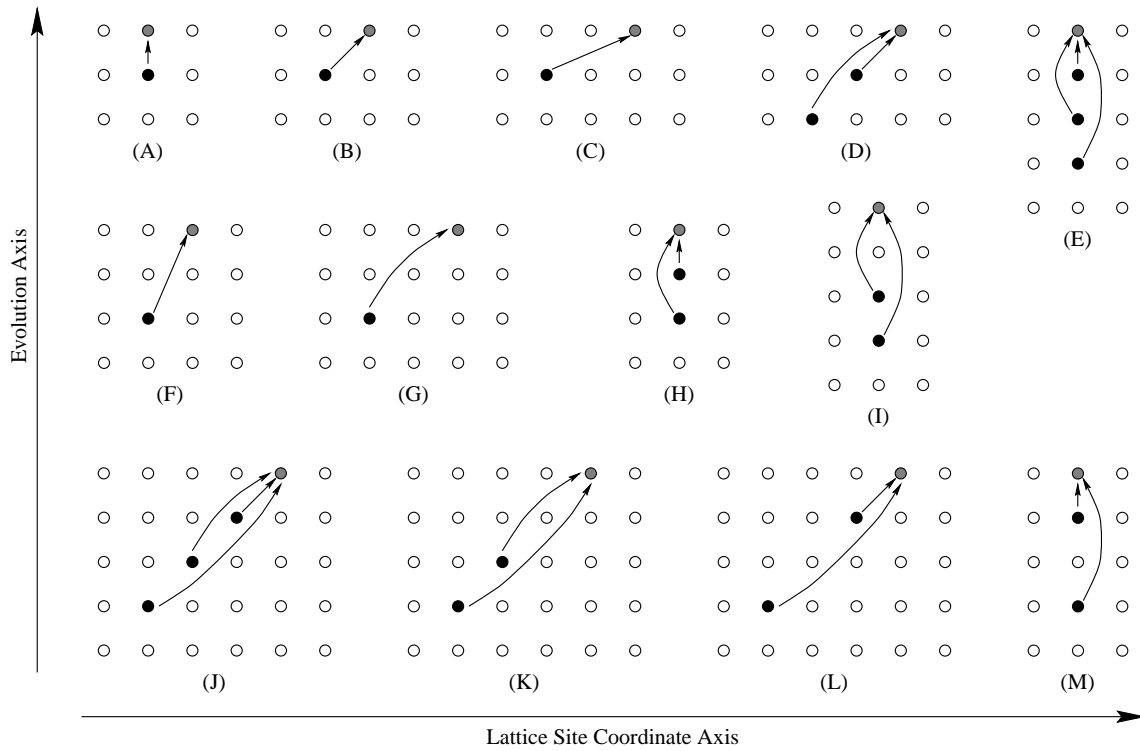 Evolution Axis
(A)
(B)
(C)
(D)
(E)
(F)
(G)
(H)
(I)
(J)
(K)
(L)
(M)
Lattice Site Coordinate Axis